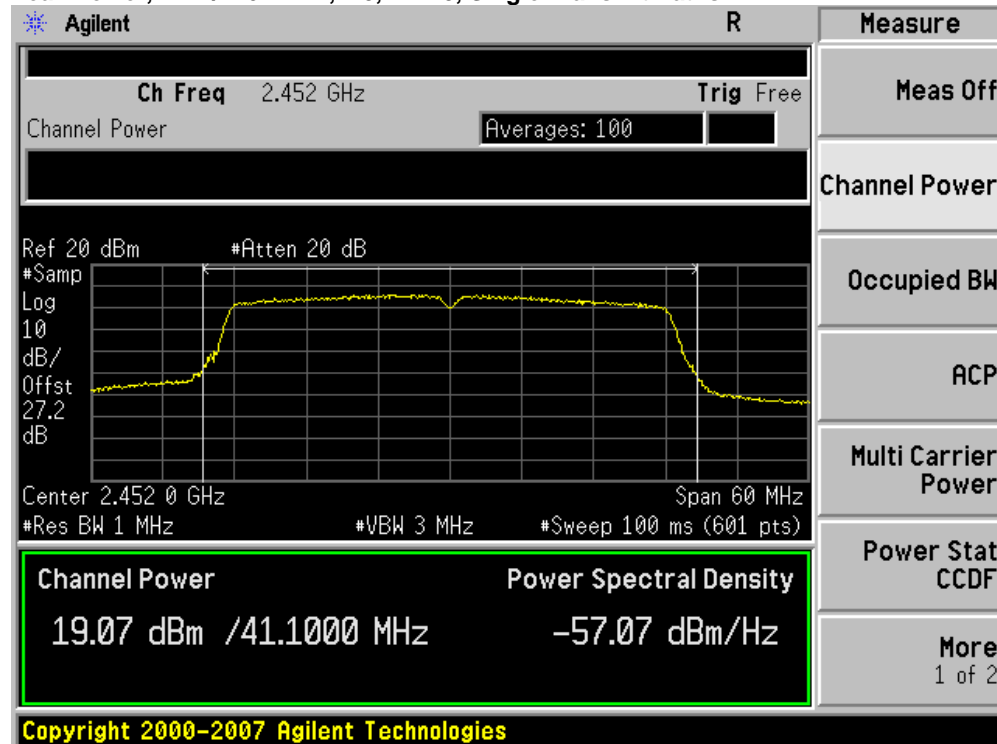 Agilent R Measure
Ch Freq 2.452 GHz Trig Free
Meas Off
Channel Power Averages: 100
Channel Power
Ref 20 dBm #Atten 20 dB
#Samp
Log
10
dB/
Offst
27.2
dB
Occupied BW
ACP
Multi Carrier
Power
Center 2.452 0 GHz Span 60 MHz
#Res BW 1 MHz #VBW 3 MHz #Sweep 100 ms (601 pts)
Power Stat
CCDF
Channel Power Power Spectral Density
19.07 dBm /41.1000 MHz -57.07 dBm/Hz
More
1 of 2
Copyright 2000-2007 Agilent Technologies